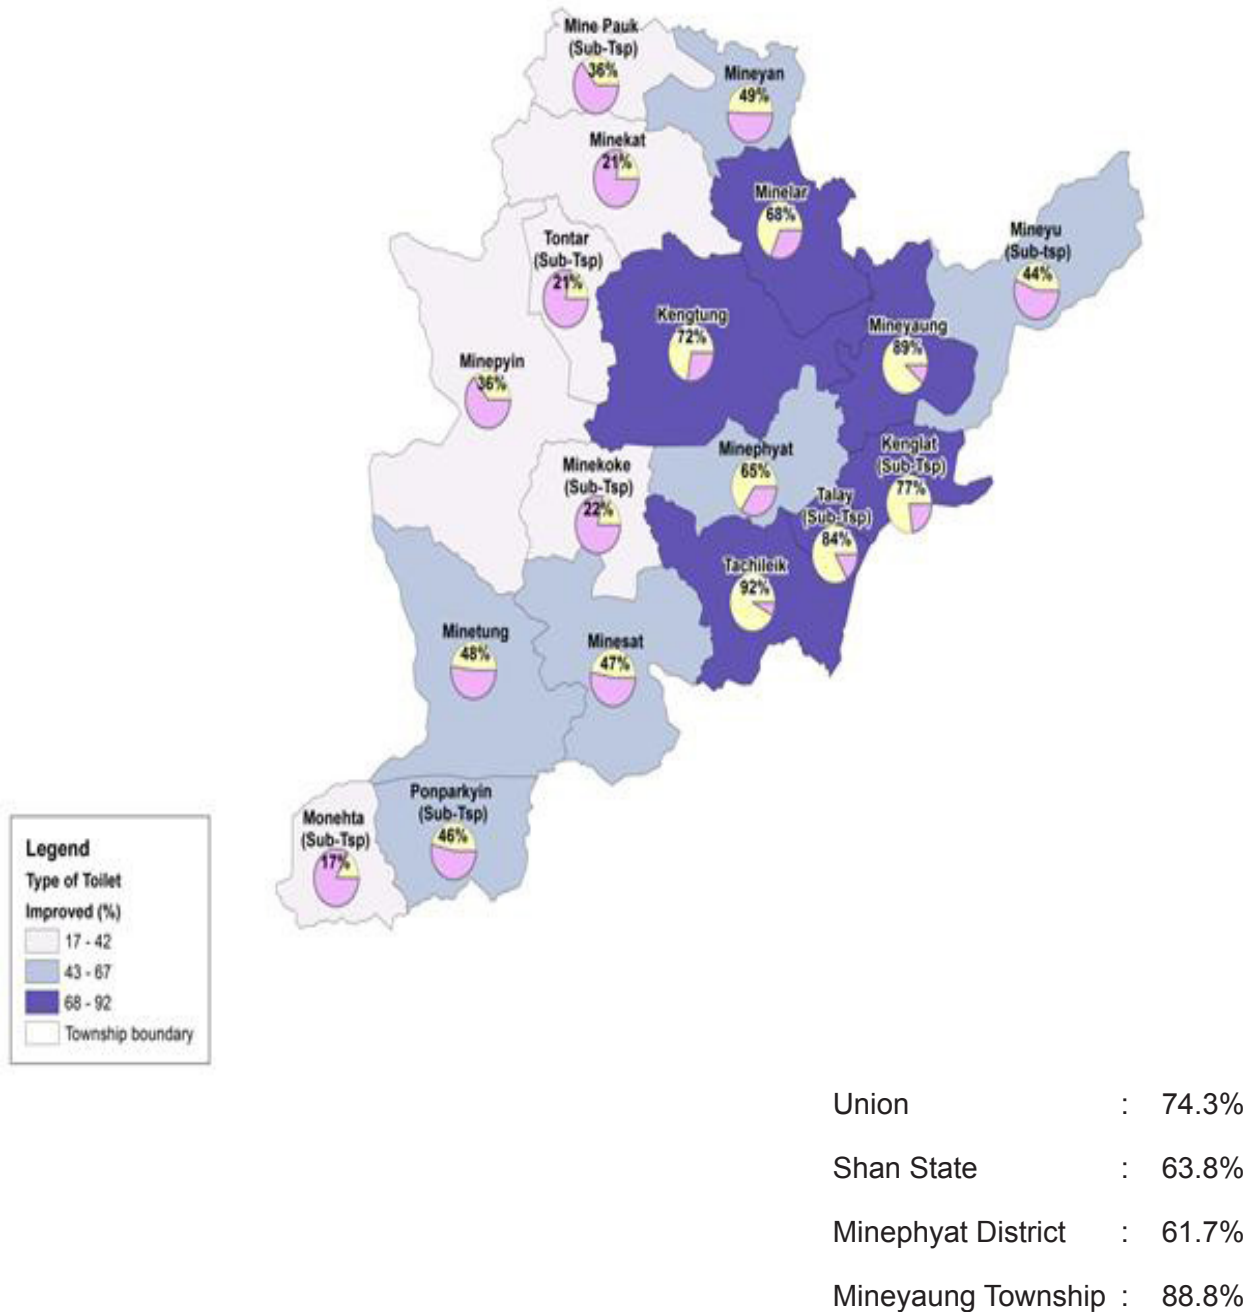 Mine Pauk
(Sub-Tsp)
36%
Mineyan
49%
Minekat
21%
Minelar
68%
Mineyu
(Sub-tsp)
44%
Tontar
(Sub-Tsp)
21%
Kengtung
72%
Mineyaung
89%
Minepyin
36%
Minephyat
65%
Kenglat
(Sub-Tsp)
77%
Minekoke
(Sub-Tsp)
22%
Talay
(Sub-Tsp)
84%
Tachileik
92%
Minetung
48%
Minesat
47%
Ponparkyin
(Sub-Tsp)
46%
Monehta
(Sub-Tsp)
17%
Legend
Type of Toilet
Improved (%)
17 - 42
43 - 67
68 - 92
Township boundary
Union : 74.3%
Shan State : 63.8%
Minephyat District : 61.7%
Mineyaung Township : 88.8%